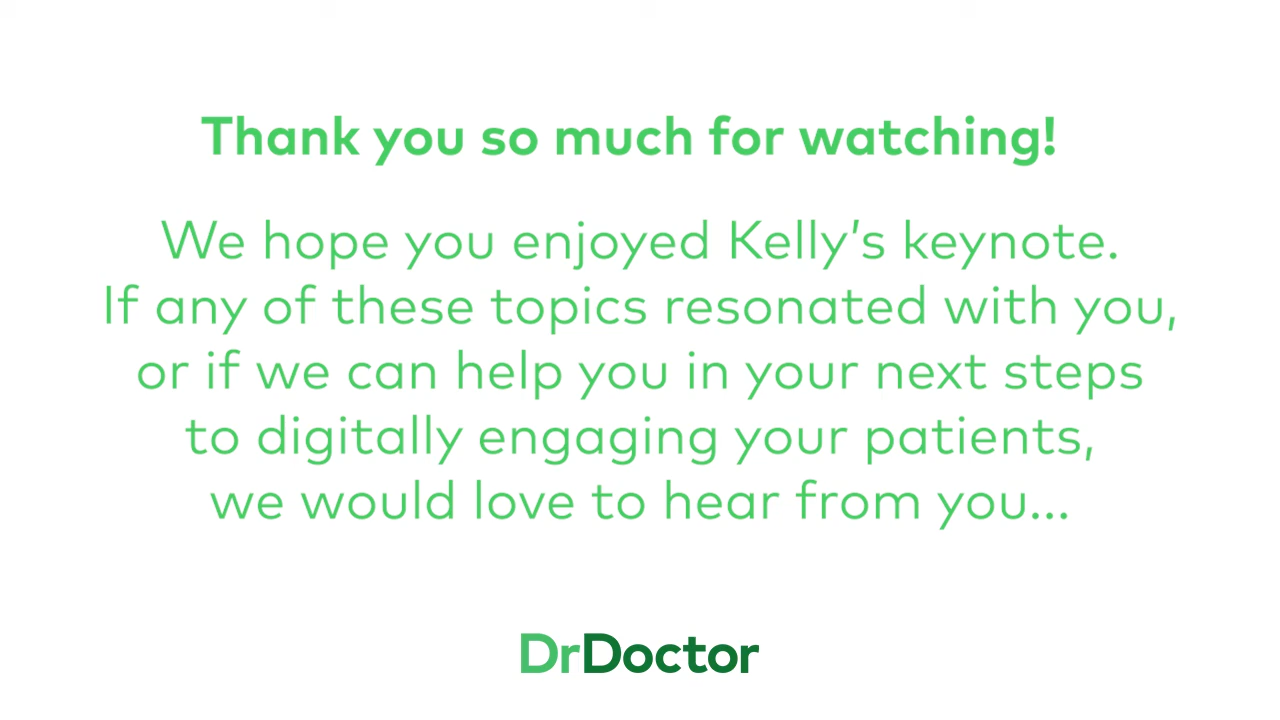 Thank you so much for watching!
We hope you enjoyed Kelly’s keynote.
If any of these topics resonated with you,
or if we can help you in your next steps
to digitally engaging your patients,
we would love to hear from you...
DrDoctor